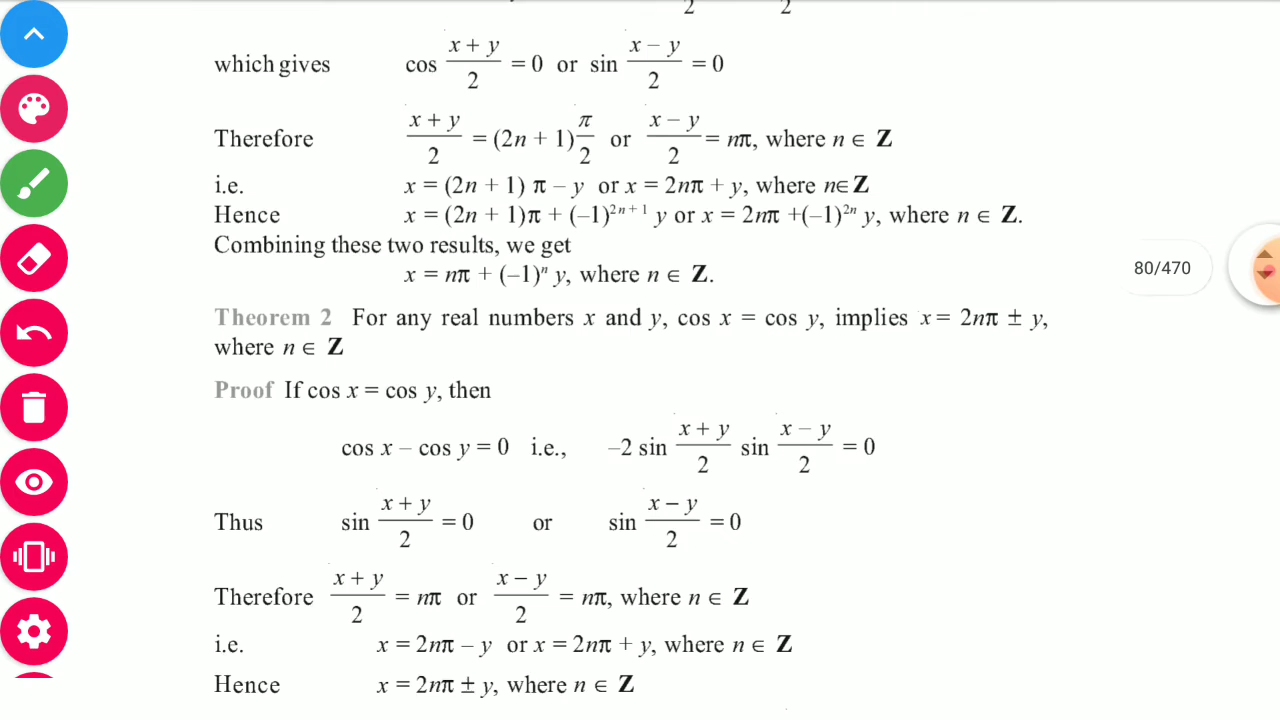 2 2
which gives cos (x + y)/2 = 0 or sin (x – y)/2 = 0
Therefore (x + y)/2 = (2n + 1) π/2 or (x – y)/2 = nπ, where n ∈ Z
i.e. x = (2n + 1) π – y or x = 2nπ + y, where n∈ Z
Hence x = (2n + 1)π + (–1)²ⁿ⁺¹ y or x = 2nπ +(–1)²ⁿ y, where n ∈ Z.
Combining these two results, we get
x = nπ + (–1)ⁿ y, where n ∈ Z.
80/470
Theorem 2 For any real numbers x and y, cos x = cos y, implies x = 2nπ ± y,
where n ∈ Z
Proof If cos x = cos y, then
cos x – cos y = 0 i.e., –2 sin (x + y)/2 sin (x – y)/2 = 0
Thus sin (x + y)/2 = 0 or sin (x – y)/2 = 0
Therefore (x + y)/2 = nπ or (x – y)/2 = nπ, where n ∈ Z
i.e. x = 2nπ – y or x = 2nπ + y, where n ∈ Z
Hence x = 2nπ ± y, where n ∈ Z